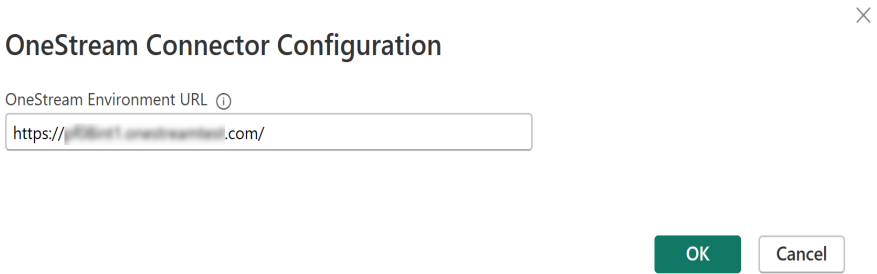 OneStream Connector Configuration
OneStream Environment URL
https:// .com/
OK
Cancel